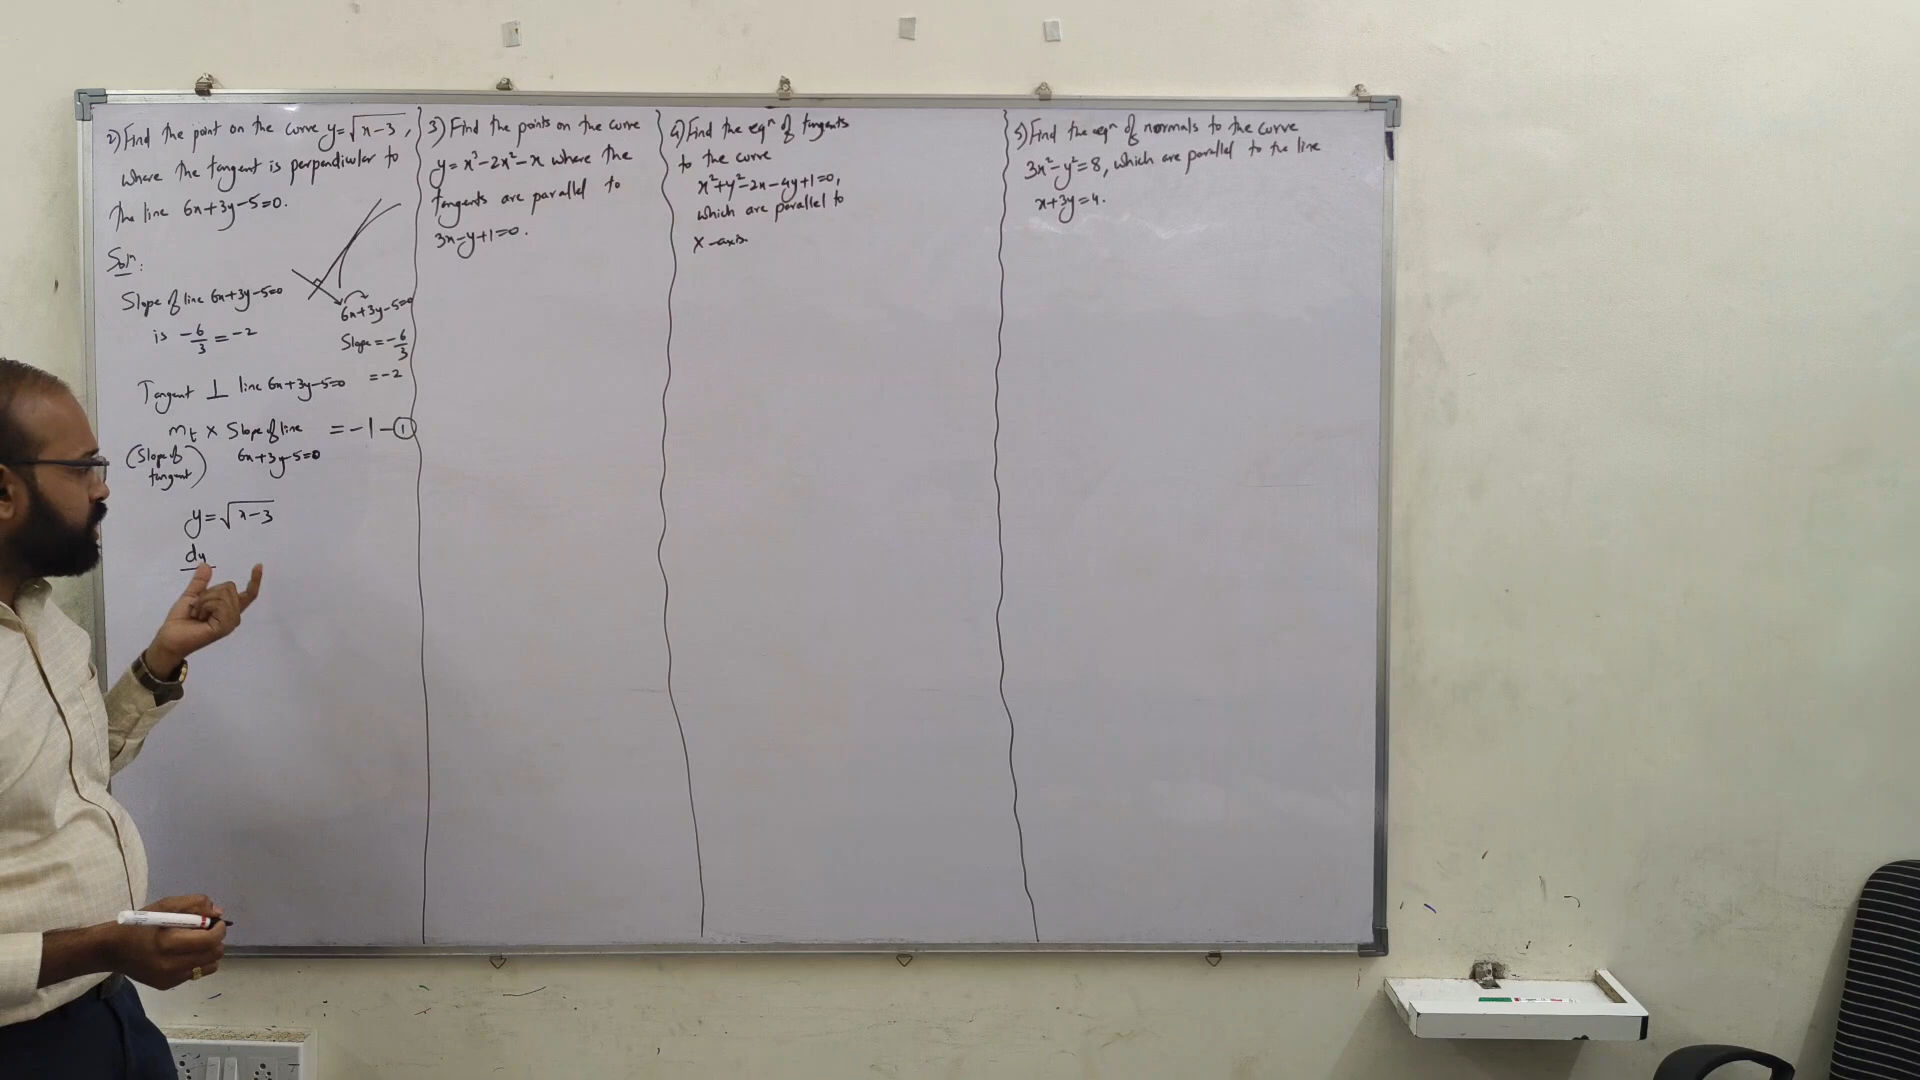 2) Find the point on the curve y=√x-3,
where the tangent is perpendicular to
the line 6x+3y-5=0.
Soln:
Slope of line 6x+3y-5=0
is -6/3 = -2
6x+3y-5=0
Slope = -6/3
= -2
Tangent ⊥ line 6x+3y-5=0
mt × Slope of line = -1 - ①
(Slope of tangent) 6x+3y-5=0
y=√x-3
dy
3) Find the points on the curve
y=x³-2x²-x where the
tangents are parallel to
3x-y+1=0.
4) Find the eqn of tangents
to the curve
x²+y²-2x-4y+1=0,
which are parallel to
X-axis.
5) Find the eqn of normals to the curve
3x²-y²=8, which are parallel to the line
x+3y=4.